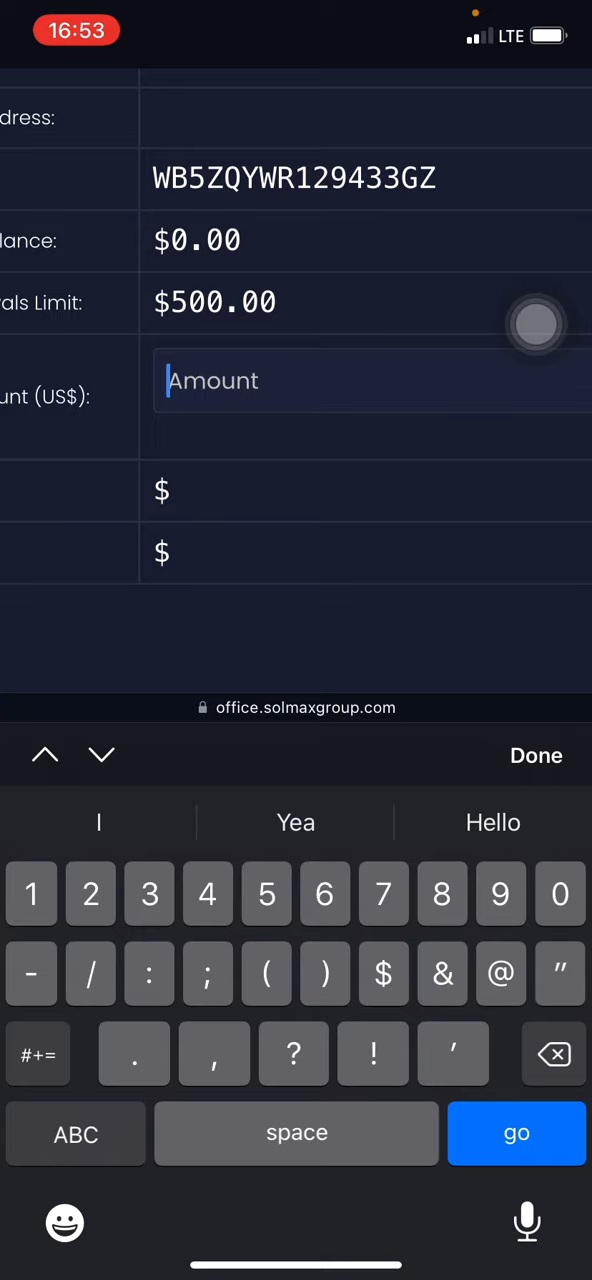 16:53
LTE
dress:
WB5ZQYWR129433GZ
lance:
$0.00
als Limit:
$500.00
unt (US$):
Amount
$
$
office.solmaxgroup.com
Done
I Yea Hello
1 2 3 4 5 6 7 8 9 0
- / : ; ( ) $ & @ "
#+= . , ? ! '
ABC space go